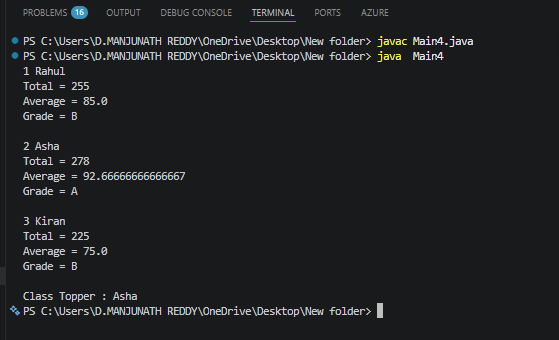 PROBLEMS 16 OUTPUT DEBUG CONSOLE TERMINAL PORTS AZURE
PS C:\Users\D.MANJUNATH REDDY\OneDrive\Desktop\New folder> javac Main4.java
PS C:\Users\D.MANJUNATH REDDY\OneDrive\Desktop\New folder> java  Main4
1 Rahul
Total = 255
Average = 85.0
Grade = B

2 Asha
Total = 278
Average = 92.66666666666667
Grade = A

3 Kiran
Total = 225
Average = 75.0
Grade = B

Class Topper : Asha
PS C:\Users\D.MANJUNATH REDDY\OneDrive\Desktop\New folder>